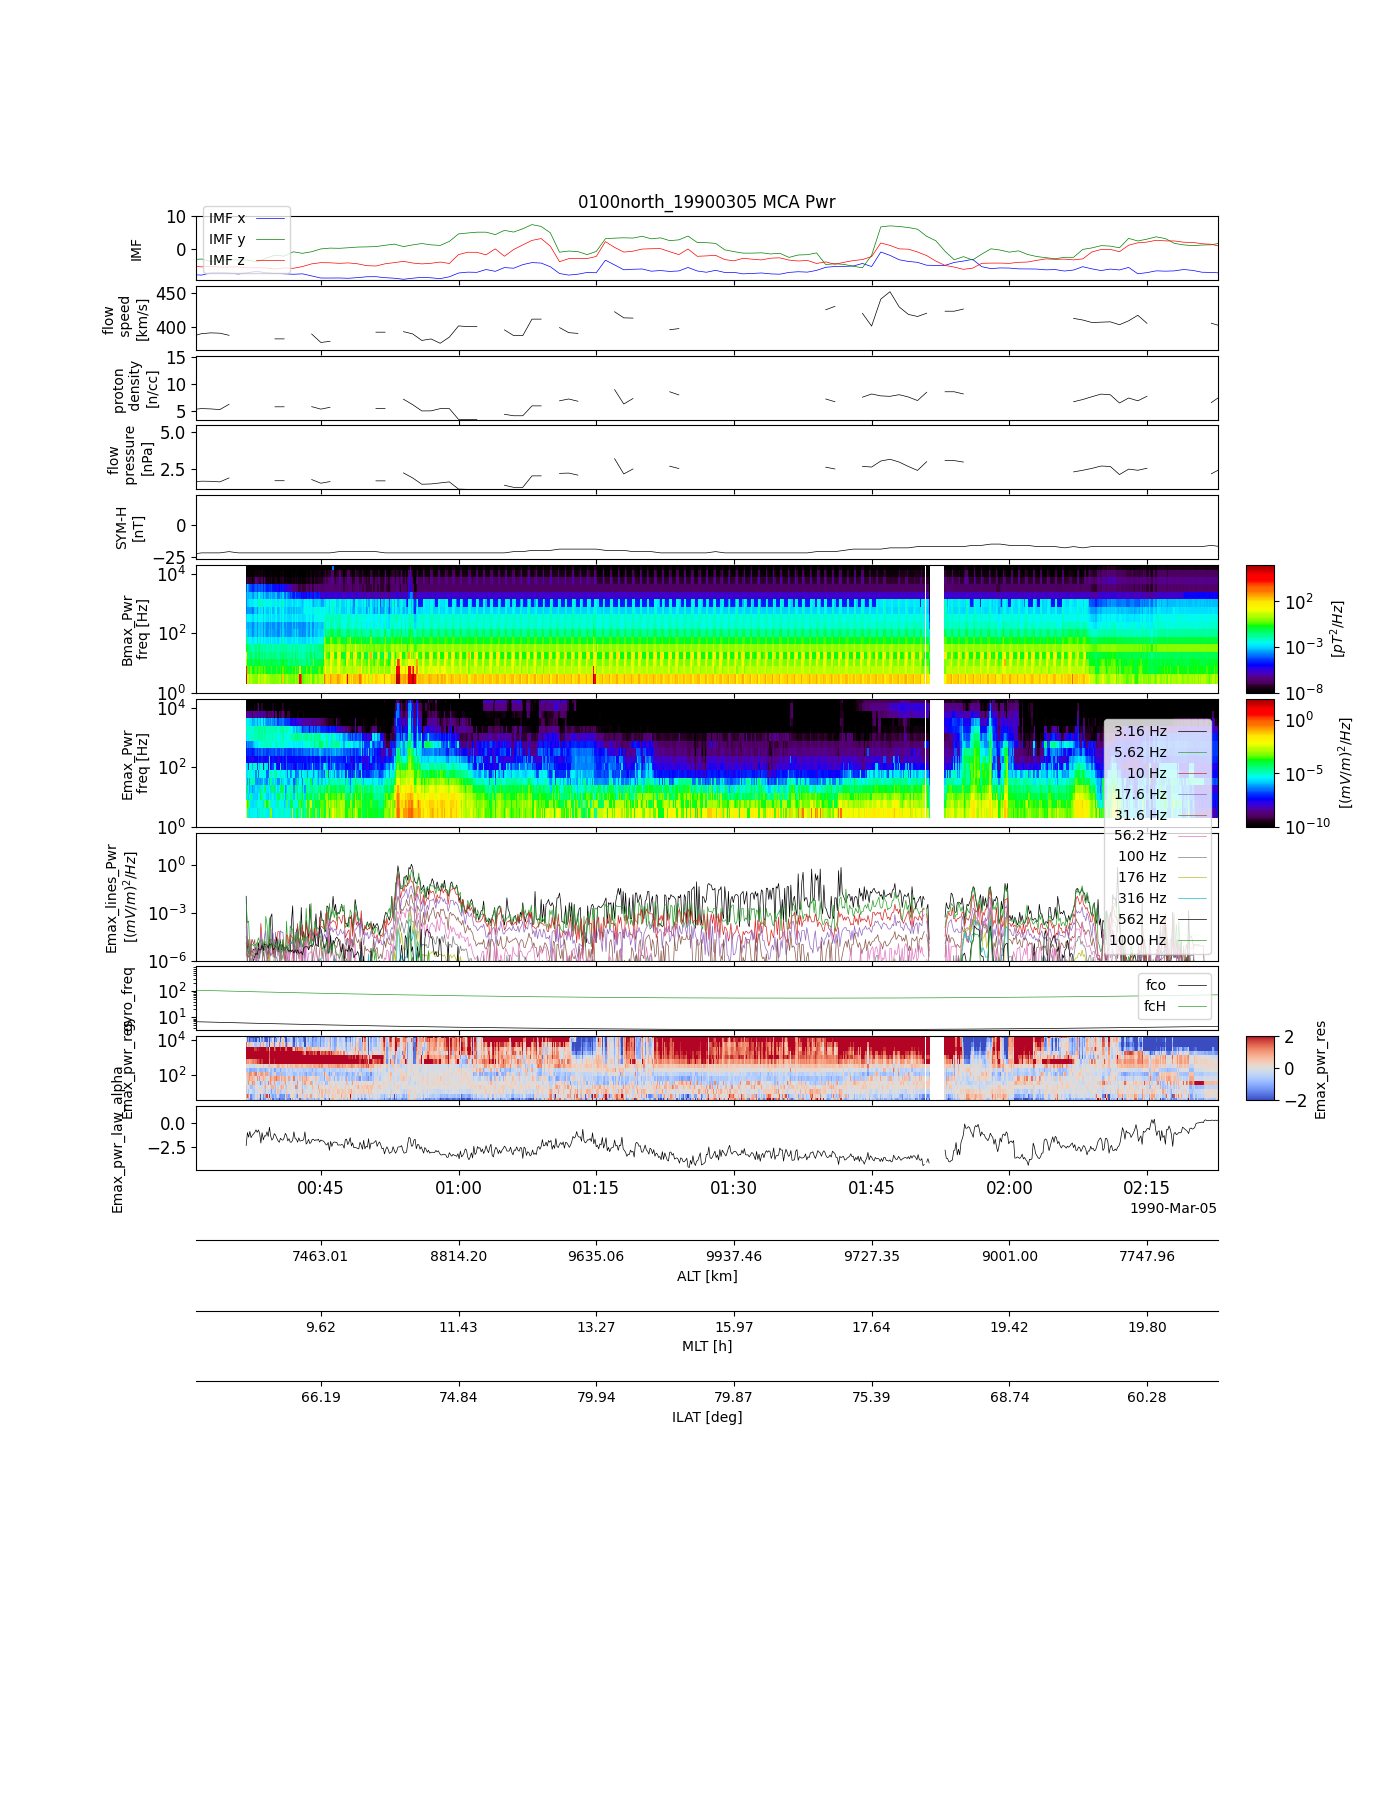 0100north_19900305 MCA Pwr
10
0
IMF
IMF x
IMF y
IMF z
450
400
flow
speed
[km/s]
15
10
5
proton
density
[n/cc]
5.0
2.5
flow
pressure
[nPa]
0
−25
SYM-H
[nT]
10^4
10^2
10^0
Bmax_Pwr
freq [Hz]
10^2
10^−3
10^−8
[pT^2/Hz]
10^4
10^2
10^0
Emax_Pwr
freq [Hz]
10^0
10^−5
10^−10
[(mV/m)^2/Hz]
3.16 Hz
5.62 Hz
10 Hz
17.6 Hz
31.6 Hz
56.2 Hz
100 Hz
176 Hz
316 Hz
562 Hz
1000 Hz
10^0
10^−3
10^−6
Emax_lines_Pwr
[(mV/m)^2/Hz]
10^2
10^1
gyro_freq
fco
fcH
10^4
10^2
Emax_pwr_res
2
0
−2
Emax_pwr_res
0.0
−2.5
Emax_pwr_law_alpha
00:45 01:00 01:15 01:30 01:45 02:00 02:15
1990-Mar-05
7463.01 8814.20 9635.06 9937.46 9727.35 9001.00 7747.96
ALT [km]
9.62 11.43 13.27 15.97 17.64 19.42 19.80
MLT [h]
66.19 74.84 79.94 79.87 75.39 68.74 60.28
ILAT [deg]